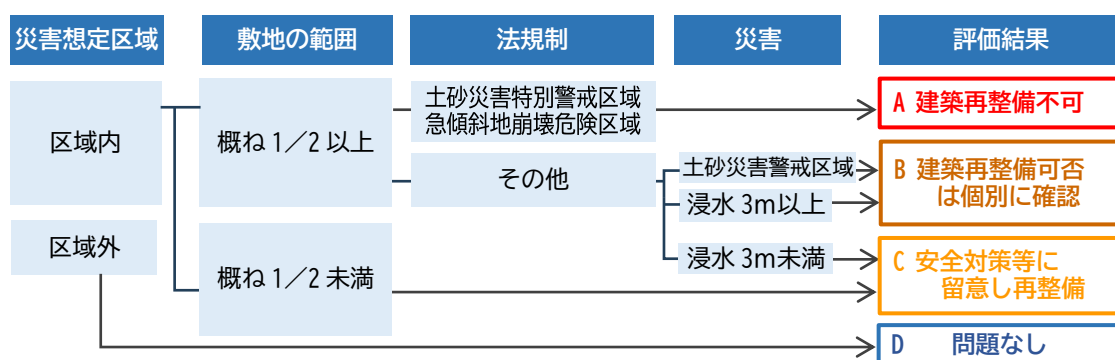 災害想定区域
敷地の範囲
法規制
災害
評価結果
区域内
概ね1/2以上
土砂災害特別警戒区域
急傾斜地崩壊危険区域
A 建築再整備不可
その他
土砂災害警戒区域
浸水3m以上
B 建築再整備可否
は個別に確認
区域外
概ね1/2未満
浸水3m未満
C 安全対策等に
留意し再整備
D 問題なし